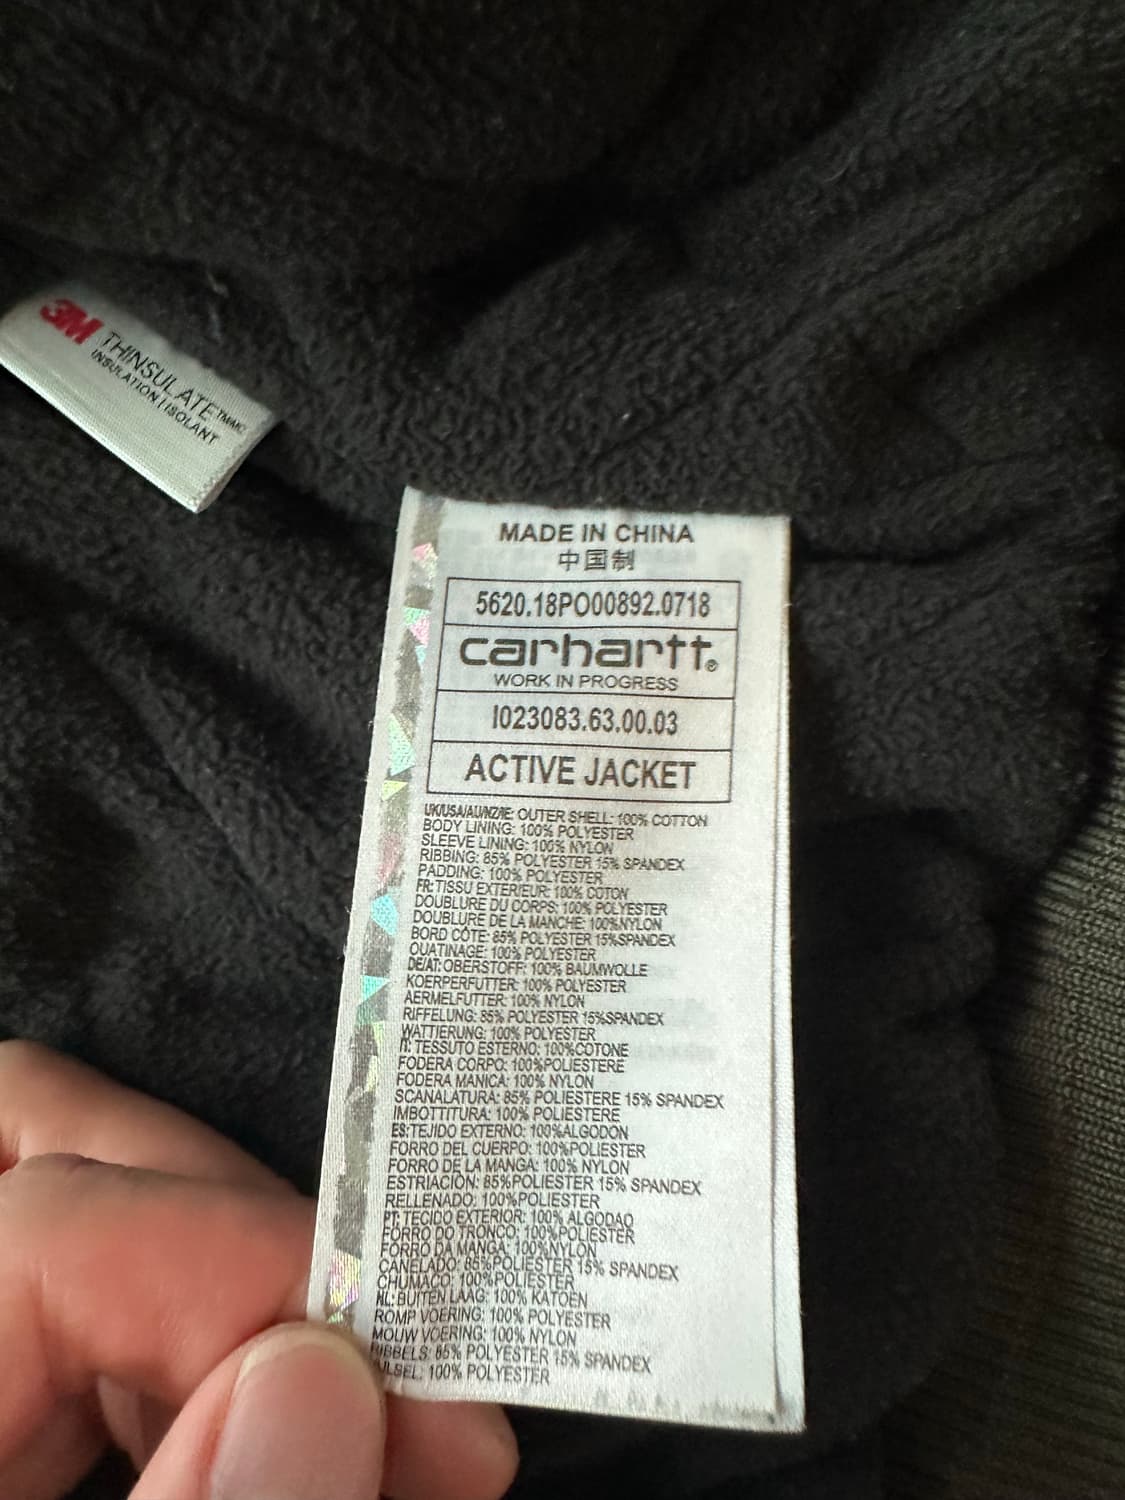 3M THINSULATE™/MC
INSULATION | ISOLANT
MADE IN CHINA
中国制
5620.18PO00892.0718
carhartt®
WORK IN PROGRESS
I023083.63.00.03
ACTIVE JACKET
UK/USA/AU/NZ/IE: OUTER SHELL: 100% COTTON
BODY LINING: 100% POLYESTER
SLEEVE LINING: 100% NYLON
RIBBING: 85% POLYESTER 15% SPANDEX
PADDING: 100% POLYESTER
FR: TISSU EXTERIEUR: 100% COTON
DOUBLURE DU CORPS: 100% POLYESTER
DOUBLURE DE LA MANCHE: 100%NYLON
BORD CÔTE: 85% POLYESTER 15%SPANDEX
OUATINAGE: 100% POLYESTER
DE/AT: OBERSTOFF: 100% BAUMWOLLE
KOERPERFUTTER: 100% POLYESTER
AERMELFUTTER: 100% NYLON
RIFFELUNG: 85% POLYESTER 15%SPANDEX
WATTIERUNG: 100% POLYESTER
IT: TESSUTO ESTERNO: 100%COTONE
FODERA CORPO: 100%POLIESTERE
FODERA MANICA: 100% NYLON
SCANALATURA: 85% POLIESTERE 15% SPANDEX
IMBOTTITURA: 100% POLIESTERE
ES:TEJIDO EXTERNO: 100%ALGODON
FORRO DEL CUERPO: 100%POLIESTER
FORRO DE LA MANGA: 100% NYLON
ESTRIACIÓN: 85%POLIESTER 15% SPANDEX
RELLENADO: 100%POLIESTER
PT: TECIDO EXTERIOR: 100% ALGODAO
FORRO DO TRONCO: 100%POLIESTER
FORRO DA MANGA: 100%NYLON
CANELADO: 85%POLIESTER 15% SPANDEX
CHUMACO: 100%POLIESTER
NL: BUITEN LAAG: 100% KATOEN
ROMP VOERING: 100% POLYESTER
MOUW VOERING: 100% NYLON
RIBBELS: 85% POLYESTER 15% SPANDEX
100% POLYESTER